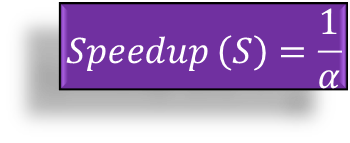 Speedup (S) = 1/α